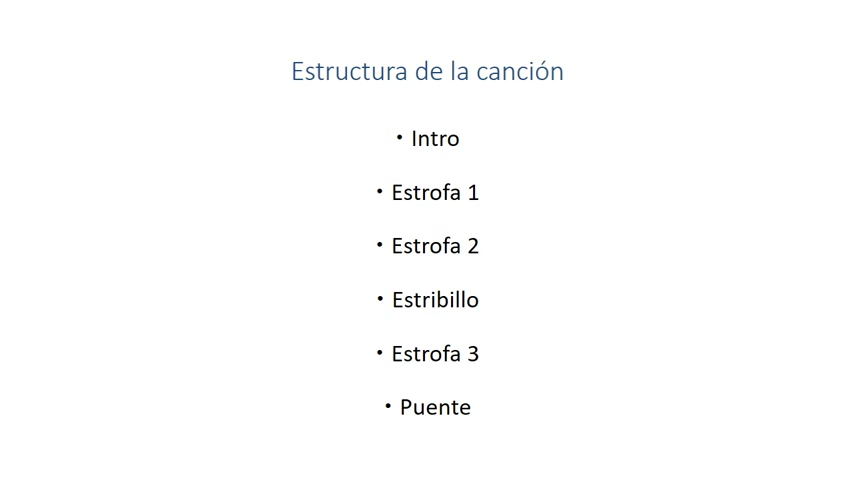 Estructura de la canción
• Intro
• Estrofa 1
• Estrofa 2
• Estribillo
• Estrofa 3
• Puente